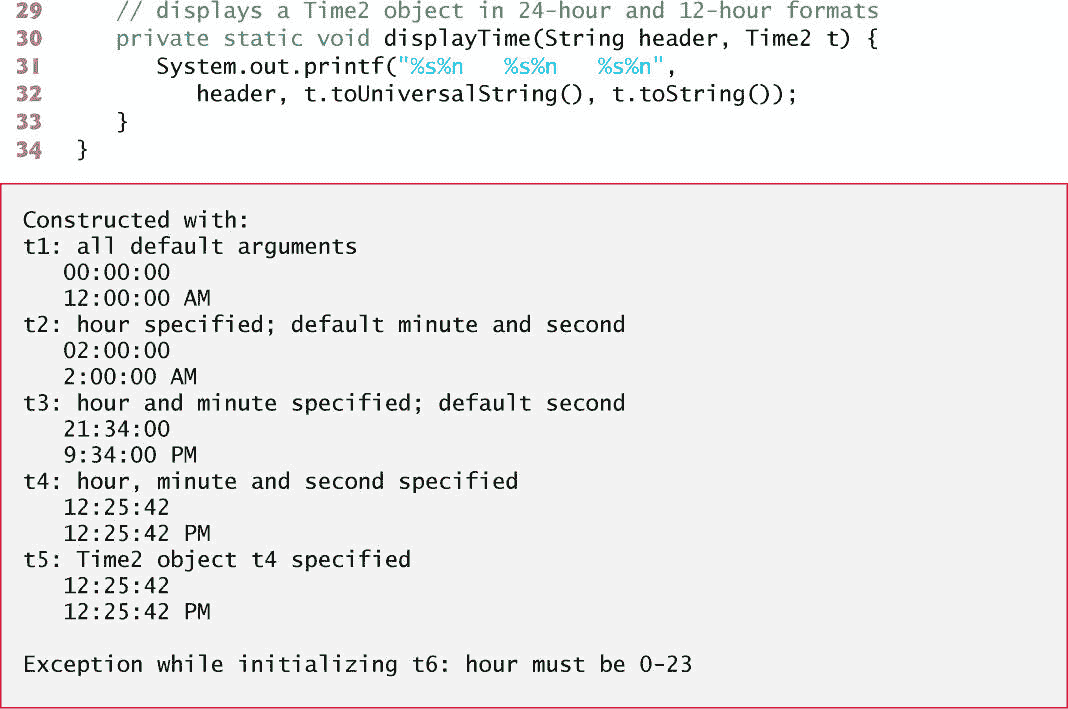 29 // displays a Time2 object in 24-hour and 12-hour formats
30 private static void displayTime(String header, Time2 t) {
31 System.out.printf("%s%n   %s%n   %s%n",
32 header, t.toUniversalString(), t.toString());
33 }
34 }
Constructed with:
t1: all default arguments
00:00:00
12:00:00 AM
t2: hour specified; default minute and second
02:00:00
2:00:00 AM
t3: hour and minute specified; default second
21:34:00
9:34:00 PM
t4: hour, minute and second specified
12:25:42
12:25:42 PM
t5: Time2 object t4 specified
12:25:42
12:25:42 PM
Exception while initializing t6: hour must be 0-23